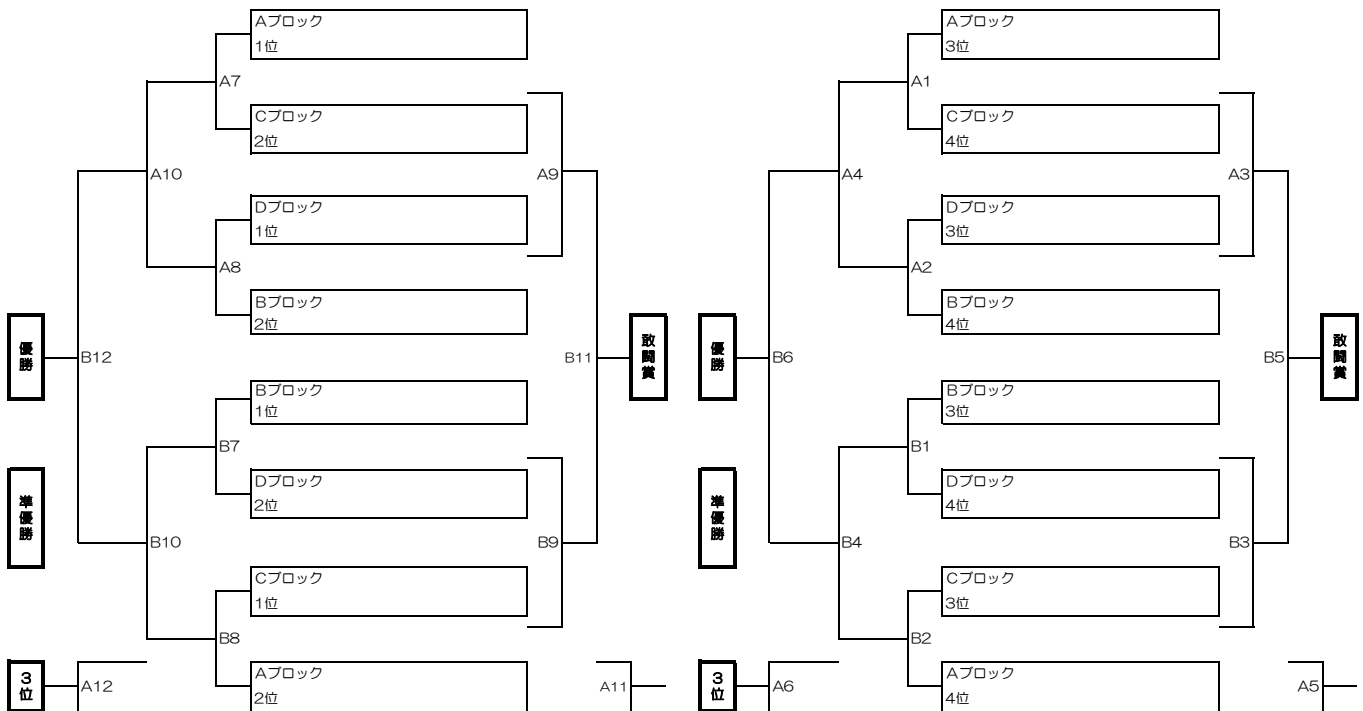 Aブロック
1位
A7
Cブロック
2位
A10
A9
Dブロック
1位
A8
Bブロック
2位
優勝
B12
B11
敢闘賞
Bブロック
1位
B7
Dブロック
2位
準優勝
B10
B9
Cブロック
1位
B8
3位
A12
Aブロック
2位
A11
Aブロック
3位
A1
Cブロック
4位
A4
A3
Dブロック
3位
A2
Bブロック
4位
優勝
B6
B5
敢闘賞
Bブロック
3位
B1
Dブロック
4位
準優勝
B4
B3
Cブロック
3位
B2
3位
A6
Aブロック
4位
A5